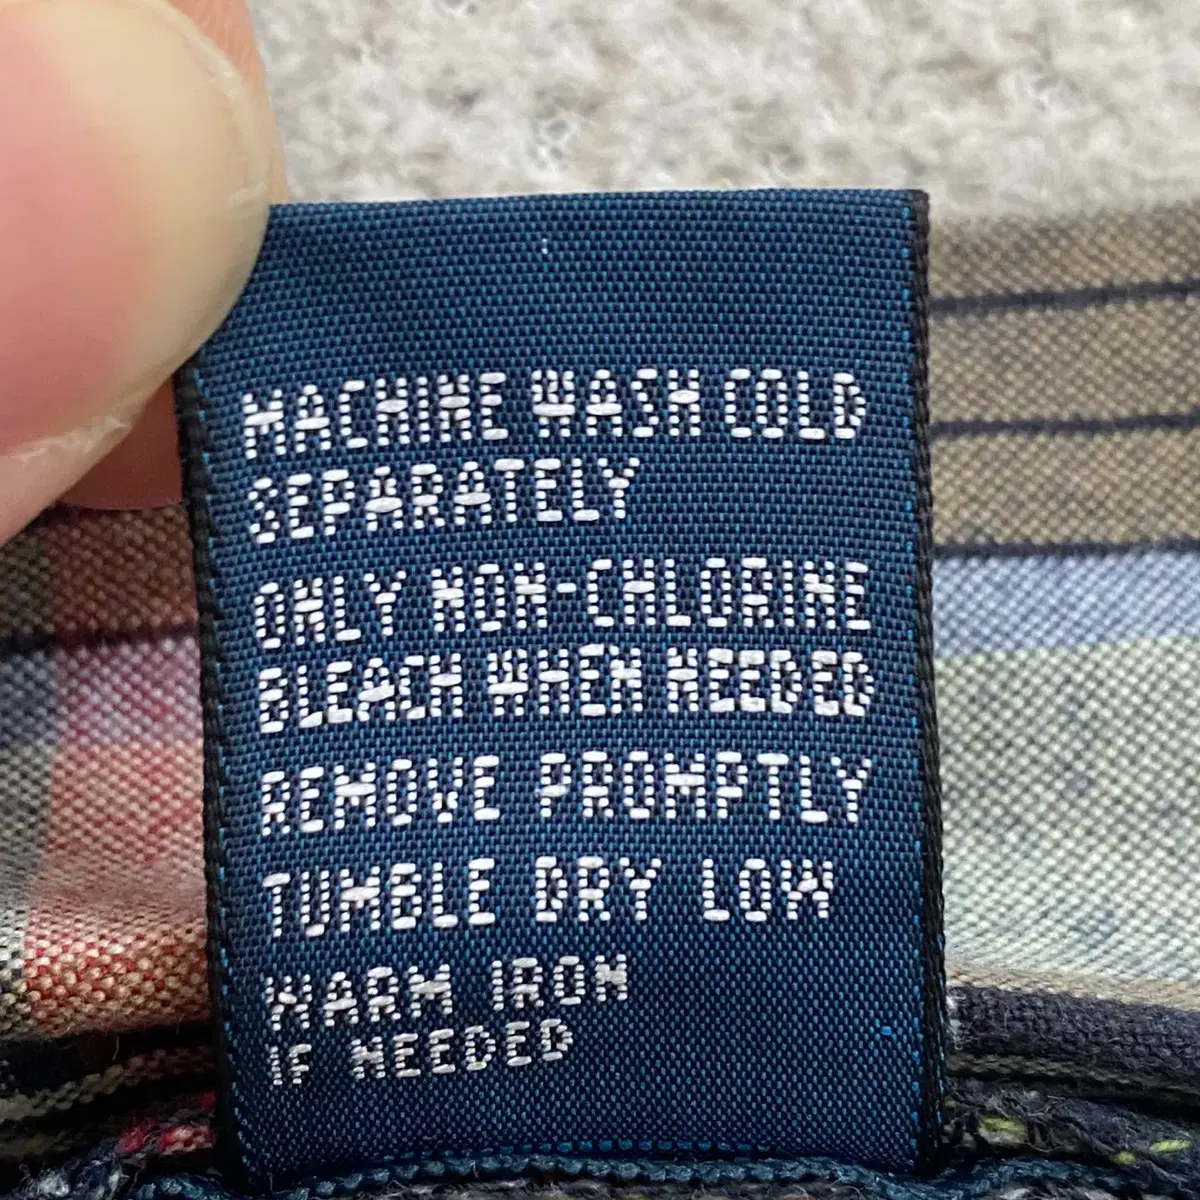 MACHINE WASH COLD
SEPARATELY
ONLY NON-CHLORINE
BLEACH WHEN NEEDED
REMOVE PROMPTLY
TUMBLE DRY LOW
WARM IRON
IF NEEDED